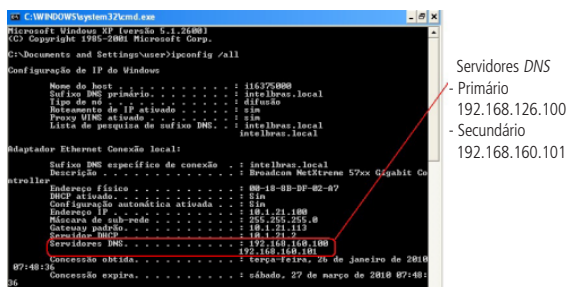 C:\WINDOWS\system32\cmd.exe
Microsoft Windows XP [versão 5.1.2600]
(C) Copyright 1985-2001 Microsoft Corp.
C:\Documents and Settings\user>ipconfig /all
Configuração de IP do Windows
Nome do host . . . . . . . . . . . : i16375000
Sufixo DNS primário. . . . . . . . : intelbras.local
Tipo de nó . . . . . . . . . . . . : difusão
Roteamento de IP ativado . . . . . : sim
Proxy WINS ativado . . . . . . . . : sim
Lista de pesquisa de sufixo DNS. . : intelbras.local
intelbras.local
Adaptador Ethernet Conexão local:
Sufixo DNS específico de conexão . : intelbras.local
Descrição . . . . . . . . . . . . : Broadcom NetXtreme 57xx Gigabit Co
ntroller
Endereço físico . . . . . . . . . . : 00-18-8B-DF-02-A7
DHCP ativado. . . . . . . . . . . . : Sim
Configuração automática ativada . . : Sim
Endereço IP . . . . . . . . . . . . : 10.1.21.100
Máscara de sub-rede . . . . . . . . : 255.255.255.0
Gateway padrão. . . . . . . . . . . : 10.1.21.113
Servidor DHCP . . . . . . . . . . . : 10.1.21.2
Servidores DNS. . . . . . . . . . . : 192.168.160.100
192.168.160.101
Concessão obtida. . . . . . . . . . : terça-feira, 26 de janeiro de 2010
07:48:36
Concessão expira. . . . . . . . . . : sábado, 27 de março de 2010 07:48:
36
Servidores DNS
- Primário
192.168.126.100
- Secundário
192.168.160.101